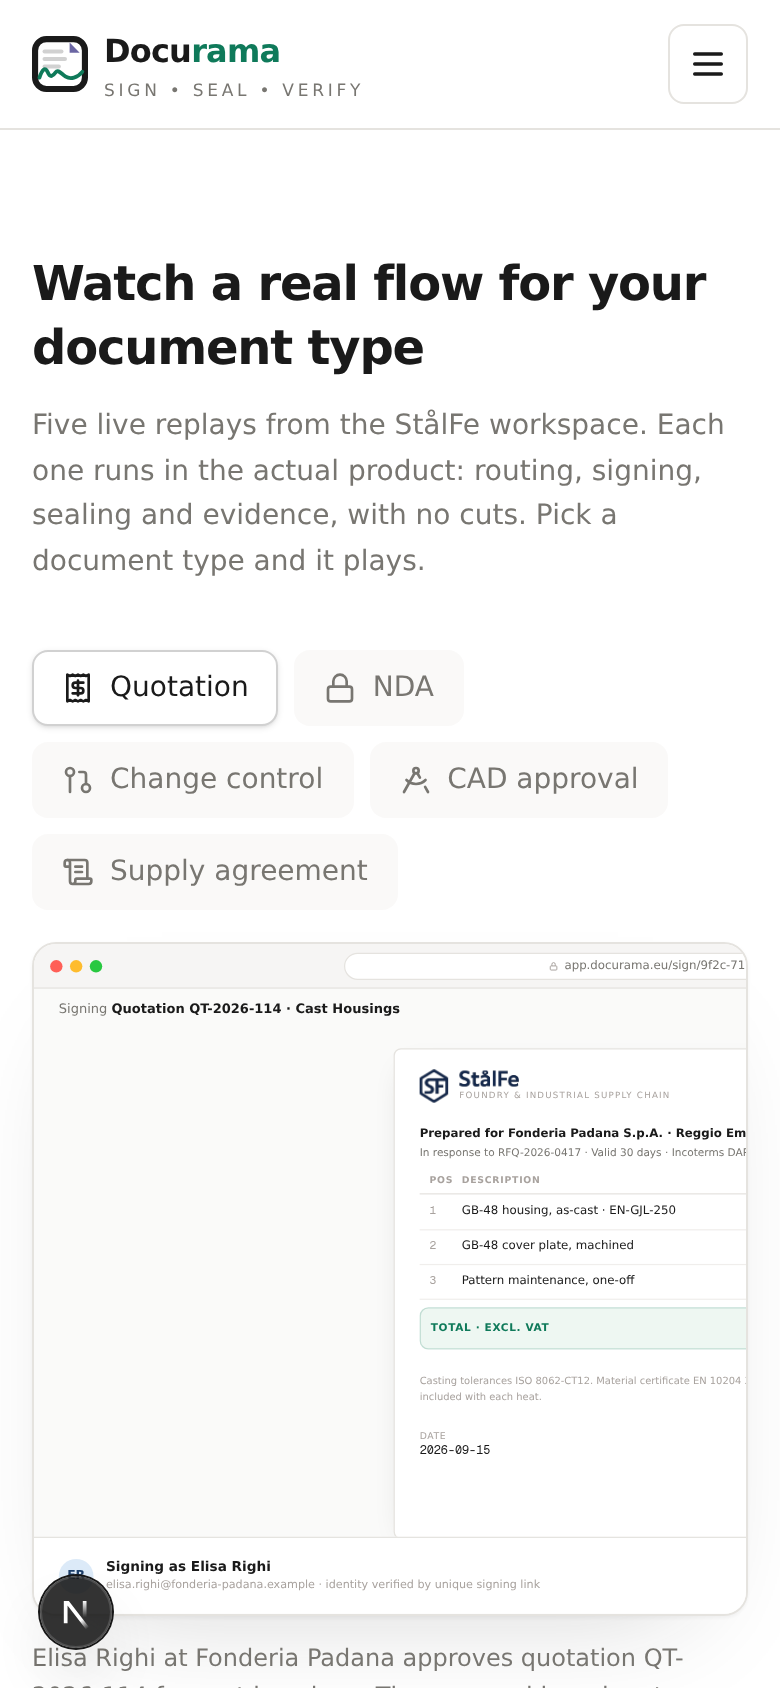 Docurama
SIGN • SEAL • VERIFY
Watch a real flow for your
document type
Five live replays from the StålFe workspace. Each
one runs in the actual product: routing, signing,
sealing and evidence, with no cuts. Pick a
document type and it plays.
Quotation
NDA
Change control
CAD approval
Supply agreement
app.docurama.eu/sign/9f2c-71
Signing Quotation QT-2026-114 · Cast Housings
SF StålFe
FOUNDRY & INDUSTRIAL SUPPLY CHAIN
Prepared for Fonderia Padana S.p.A. · Reggio Em
In response to RFQ-2026-0417 · Valid 30 days · Incoterms DAP
POS DESCRIPTION
1 GB-48 housing, as-cast · EN-GJL-250
2 GB-48 cover plate, machined
3 Pattern maintenance, one-off
TOTAL · EXCL. VAT
Casting tolerances ISO 8062-CT12. Material certificate EN 10204
included with each heat.
DATE
2026-09-15
Signing as Elisa Righi
elisa.righi@fonderia-padana.example · identity verified by unique signing link
N
Elisa Righi at Fonderia Padana approves quotation QT-